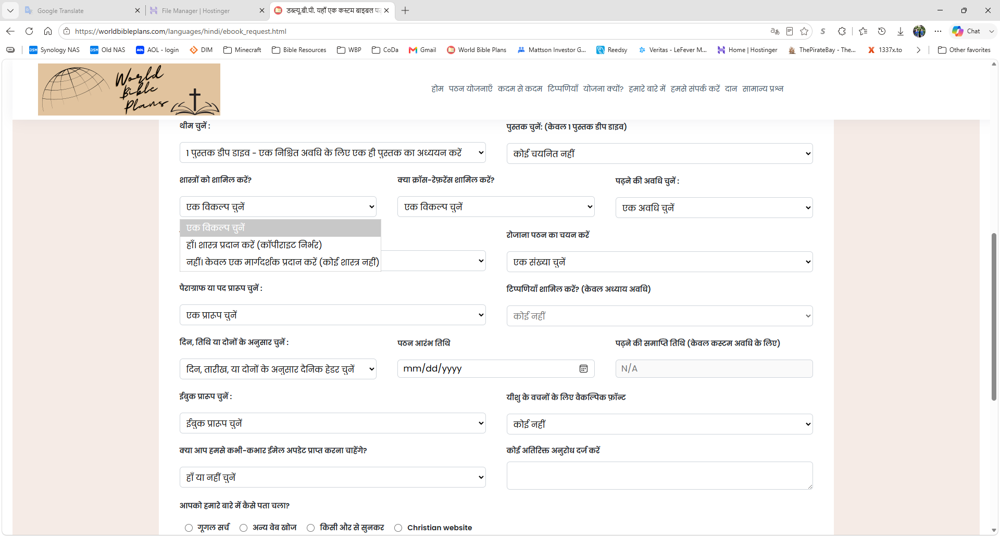 Google Translate
File Manager | Hostinger
डब्ल्यू.बी.पी. यहाँ एक कस्टम बाइबल
https://worldbibleplans.com/languages/hindi/ebook_request.html
Chat
Synology NAS
Old NAS
AOL - login
DIM
Minecraft
Bible Resources
WBP
CoDa
Gmail
World Bible Plans
Mattson Investor G...
Reedsy
Veritas - LeFever M...
Home | Hostinger
ThePirateBay - The...
1337x.to
Other favorites
World
Bible
Plans
होम पठन योजनाएँ कदम से कदम टिप्पणियाँ योजना क्यों? हमारे बारे में हमसे संपर्क करें दान सामान्य प्रश्न
थीम चुनें :
पुस्तक चुनें: (केवल 1 पुस्तक डीप डाइव)
1 पुस्तक डीप डाइव - एक निश्चित अवधि के लिए एक ही पुस्तक का अध्ययन करें
कोई चयनित नहीं
शास्त्रों को शामिल करें?
क्या क्रॉस-रेफ़रेंस शामिल करें?
पढ़ने की अवधि चुनें :
एक विकल्प चुनें
एक विकल्प चुनें
एक अवधि चुनें
एक विकल्प चुनें
हाँ। शास्त्र प्रदान करें (कॉपीराइट निर्भर)
नहीं। केवल एक मार्गदर्शक प्रदान करें (कोई शास्त्र नहीं)
रोजाना पठन का चयन करें
एक संख्या चुनें
पैराग्राफ या पद प्रारूप चुनें :
टिप्पणियाँ शामिल करें? (केवल अध्याय अवधि)
एक प्रारूप चुनें
कोई नहीं
दिन, तिथि या दोनों के अनुसार चुनें :
पठन आरंभ तिथि
पढ़ने की समाप्ति तिथि (केवल कस्टम अवधि के लिए)
दिन, तारीख, या दोनों के अनुसार दैनिक हेडर चुनें
mm/dd/yyyy
N/A
ईबुक प्रारूप चुनें :
यीशु के वचनों के लिए वैकल्पिक फ़ॉन्ट
ईबुक प्रारूप चुनें
कोई नहीं
क्या आप हमसे कभी-कभार ईमेल अपडेट प्राप्त करना चाहेंगे?
कोई अतिरिक्त अनुरोध दर्ज करें
हाँ या नहीं चुनें
आपको हमारे बारे में कैसे पता चला?
गूगल सर्च
अन्य वेब खोज
किसी और से सुनकर
Christian website